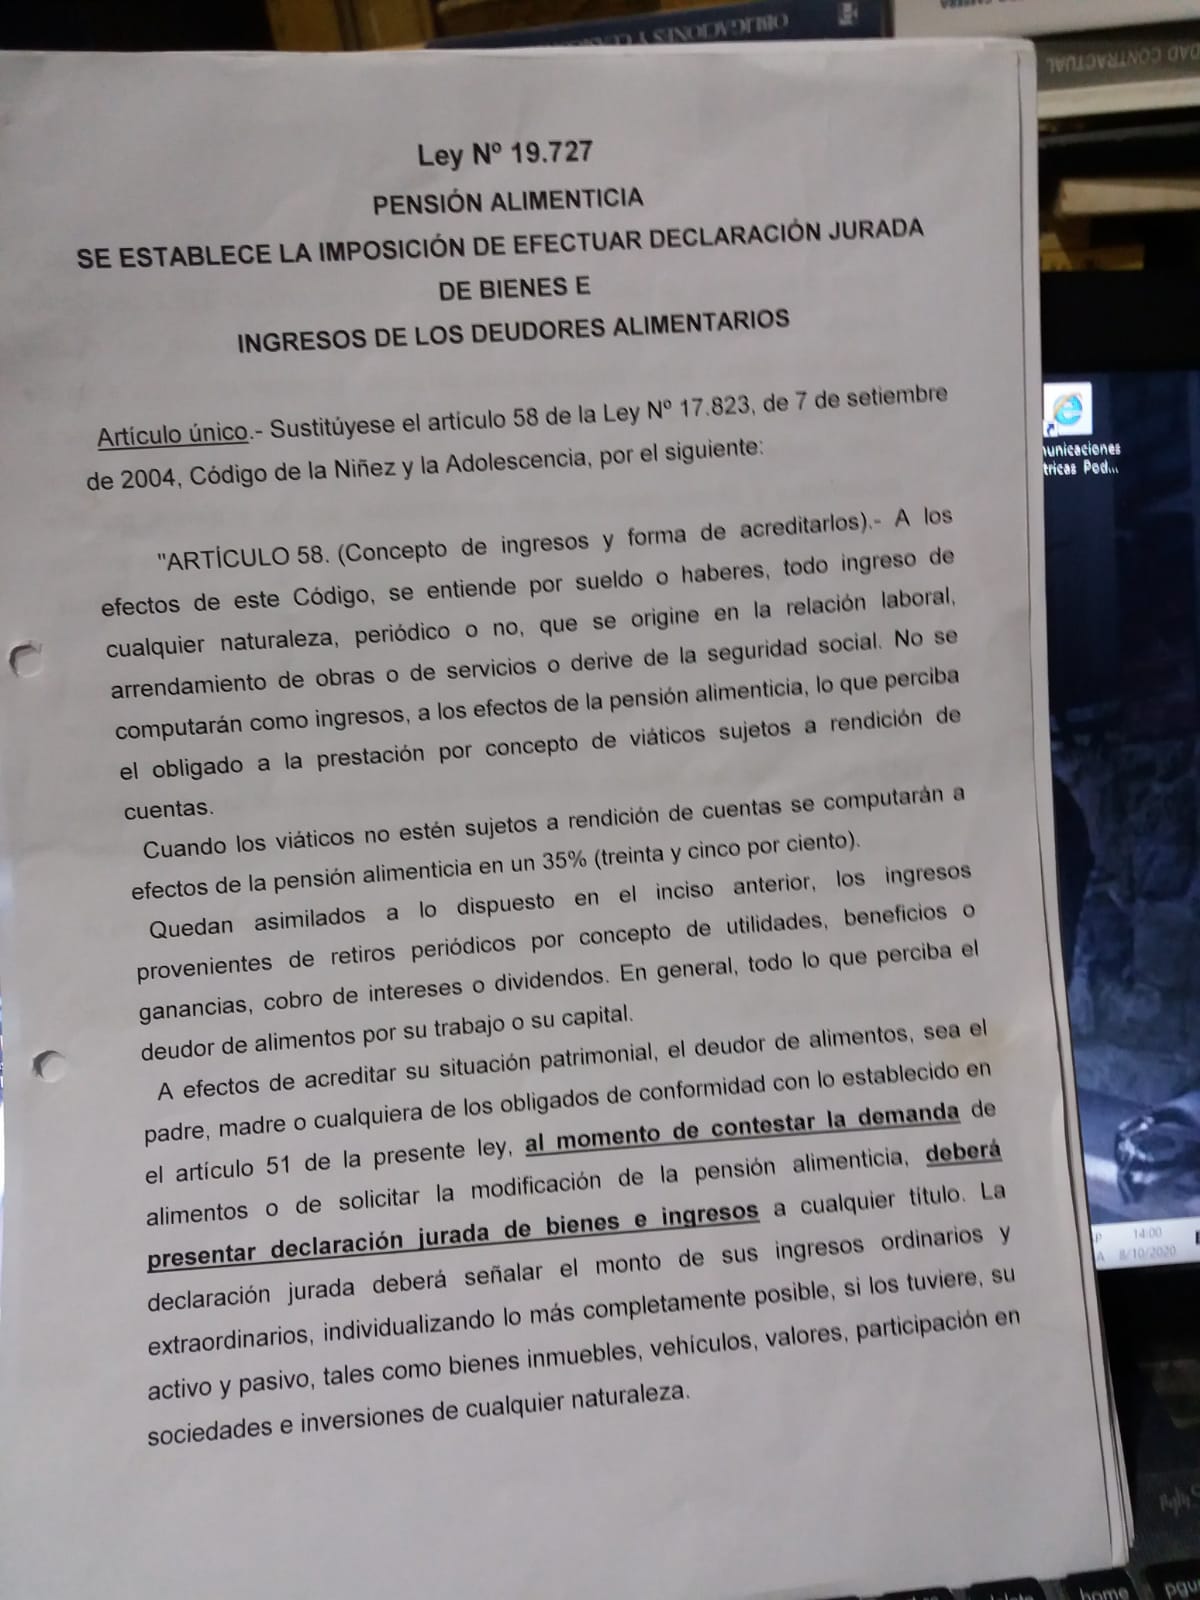 OBLIGACIONES Y
DAD CONTRACTUAL
Ley Nº 19.727
PENSIÓN ALIMENTICIA
SE ESTABLECE LA IMPOSICIÓN DE EFECTUAR DECLARACIÓN JURADA
DE BIENES E
INGRESOS DE LOS DEUDORES ALIMENTARIOS
Artículo único.- Sustitúyese el artículo 58 de la Ley Nº 17.823, de 7 de setiembre
de 2004, Código de la Niñez y la Adolescencia, por el siguiente:
"ARTÍCULO 58. (Concepto de ingresos y forma de acreditarlos).- A los
efectos de este Código, se entiende por sueldo o haberes, todo ingreso de
cualquier naturaleza, periódico o no, que se origine en la relación laboral,
arrendamiento de obras o de servicios o derive de la seguridad social. No se
computarán como ingresos, a los efectos de la pensión alimenticia, lo que perciba
el obligado a la prestación por concepto de viáticos sujetos a rendición de
cuentas.
Cuando los viáticos no estén sujetos a rendición de cuentas se computarán a
efectos de la pensión alimenticia en un 35% (treinta y cinco por ciento).
Quedan asimilados a lo dispuesto en el inciso anterior, los ingresos
provenientes de retiros periódicos por concepto de utilidades, beneficios o
ganancias, cobro de intereses o dividendos. En general, todo lo que perciba el
deudor de alimentos por su trabajo o su capital.
A efectos de acreditar su situación patrimonial, el deudor de alimentos, sea el
padre, madre o cualquiera de los obligados de conformidad con lo establecido en
el artículo 51 de la presente ley, al momento de contestar la demanda de
alimentos o de solicitar la modificación de la pensión alimenticia, deberá
presentar declaración jurada de bienes e ingresos a cualquier título. La
declaración jurada deberá señalar el monto de sus ingresos ordinarios y
extraordinarios, individualizando lo más completamente posible, si los tuviere, su
activo y pasivo, tales como bienes inmuebles, vehículos, valores, participación en
sociedades e inversiones de cualquier naturaleza.
unicaciones
tricas Pod...
14:00
8/10/2020
home
pgu